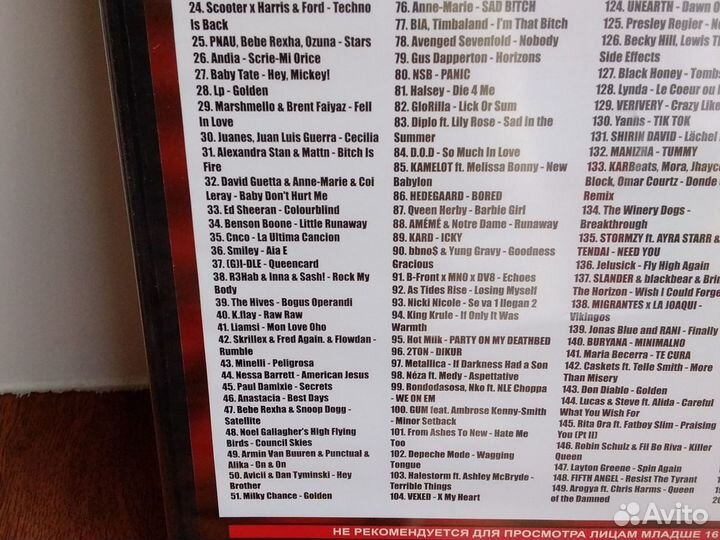 24. Scooter x Harris & Ford - Techno
Is Back
25. PNAU, Bebe Rexha, Ozuna - Stars
26. Andia - Scrie-Mi Orice
27. Baby Tate - Hey, Mickey!
28. Lp - Golden
29. Marshmello & Brent Faiyaz - Fell
In Love
30. Juanes, Juan Luis Guerra - Cecilia
31. Alexandra Stan & Mattn - Bitch Is
Fire
32. David Guetta & Anne-Marie & Coi
Leray - Baby Don't Hurt Me
33. Ed Sheeran - Colourblind
34. Benson Boone - Little Runaway
35. Cnco - La Ultima Cancion
36. Smiley - Aia E
37. (G)I-DLE - Queencard
38. R3Hab & Inna & Sash! - Rock My
Body
39. The Hives - Bogus Operandi
40. K.flay - Raw Raw
41. Liamsi - Mon Love Oho
42. Skrillex & Fred Again. & Flowdan -
Rumble
43. Minelli - Peligrosa
44. Nessa Barrett - American Jesus
45. Paul Damixie - Secrets
46. Anastacia - Best Days
47. Bebe Rexha & Snoop Dogg -
Satellite
48. Noel Gallagher's High Flying
Birds - Council Skies
49. Armin Van Buuren & Punctual &
Alika - On & On
50. Avicii & Dan Tyminski - Hey
Brother
51. Milky Chance - Golden
76. Anne-Marie - SAD BITCH
77. BIA, Timbaland - I'm That Bitch
78. Avenged Sevenfold - Nobody
79. Gus Dapperton - Horizons
80. NSB - PANIC
81. Halsey - Die 4 Me
82. GloRilla - Lick Or Sum
83. Diplo ft. Lily Rose - Sad in the
Summer
84. D.O.D - So Much In Love
85. KAMELOT ft Melissa Bonny - New
Babylon
86. HEDEGAARD - BORED
87. Qveen Herby - Barbie Girl
88. AMÉMÉ & Notre Dame - Runaway
89. KARD - ICKY
90. bbno$ & Yung Gravy - Goodness
Gracious
91. B-Front x MNO x DV8 - Echoes
92. As Tides Rise - Losing Myself
93. Nicki Nicole - Se va 1 llegan 2
94. King Krule - If Only It Was
Warmth
95. Hot Milk - PARTY ON MY DEATHBED
96. 2TON - DIKUR
97. Metallica - If Darkness Had a Son
98. Néza ft. Medy - Aspettative
99. Bondodasosa, Nko ft. NLE Choppa
- WE ON EM
100. GUM feat. Ambrose Kenny-Smith
- Minor Setback
101. From Ashes To New - Hate Me
Too
102. Depeche Mode - Wagging
Tongue
103. Halestorm ft. Ashley McBryde -
Terrible Things
104. VEXED - X My Heart
124. UNEARTH - Dawn O
125. Presley Regier - No
126. Becky Hill, Lewis Th
Side Effects
127. Black Honey - Tombs
128. Lynda - Le Coeur ou l
129. VERIVERY - Crazy Like
130. Yanns - TIK TOK
131. SHIRIN DAVID - Lächel
132. MANIZHA - TUMMY
133. KARBeats, Mora, Jhayco
Block, Omar Courtz - Donde
Remix
134. The Winery Dogs -
Breakthrough
135. STORMZY ft. AYRA STARR &
TENDAI - NEED YOU
136. Jelusick - Fly High Again
137. SLANDER & blackbear & Brin
The Horizon - Wish I Could Forge
138. MIGRANTES x LA JOAQUI -
Vikingos
139. Jonas Blue and RANI - Finally
140. BURYANA - MINIMALNO
141. Maria Becerra - TE CURA
142. Caskets ft. Telle Smith - More
Than Misery
143. Don Diablo - Golden
144. Lucas & Steve ft. Alida - Careful
What You Wish For
145. Rita Ora ft. Fatboy Slim - Praising
You (Pt II)
146. Robin Schulz & Fil Bo Riva - Killer
Queen
147. Layton Greene - Spin Again
148. FIFTH ANGEL - Resist The Tyrant
149. Arogya ft. Chris Harms - Queen
of the Damned
НЕ РЕКОМЕНДУЕТСЯ ДЛЯ ПРОСМОТРА ЛИЦАМ МЛАДШЕ 16
Avito